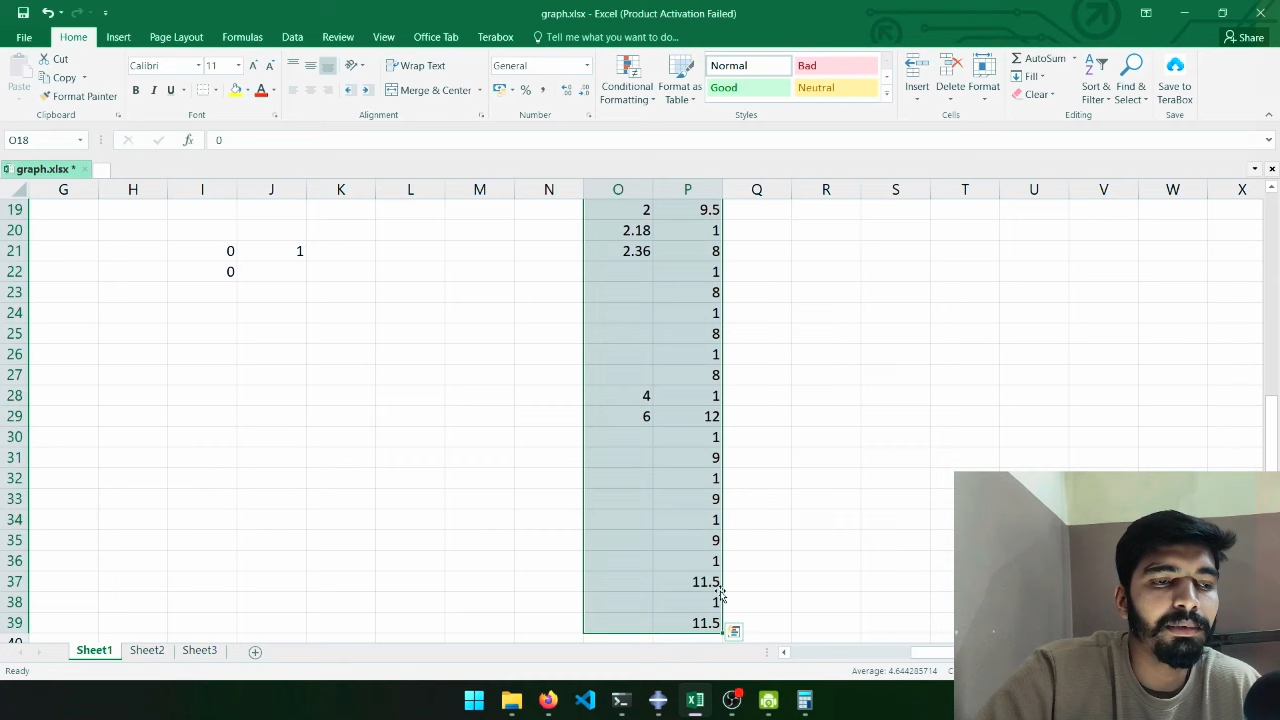 graph.xlsx - Excel (Product Activation Failed)
File Home Insert Page Layout Formulas Data Review View Office Tab Terabox Tell me what you want to do... Share
Paste
Cut
Copy
Format Painter
Clipboard
Calibri 11
B I U
Font
Wrap Text
Merge & Center
Alignment
General
Number
Conditional Formatting
Format as Table
Normal Bad
Good Neutral
Styles
Insert Delete Format
Cells
AutoSum
Fill
Clear
Sort & Filter
Find & Select
Editing
Save to TeraBox
Save
O18 fx 0
graph.xlsx *
G H I J K L M N O P Q R S T U V W X
19 2 9.5
20 2.18 1
21 0 1 2.36 8
22 0 1
23 8
24 1
25 8
26 1
27 8
28 4 1
29 6 12
30 1
31 9
32 1
33 9
34 1
35 9
36 1
37 11.5
38 1
39 11.5
40
Sheet1 Sheet2 Sheet3
Ready Average: 4.644285714